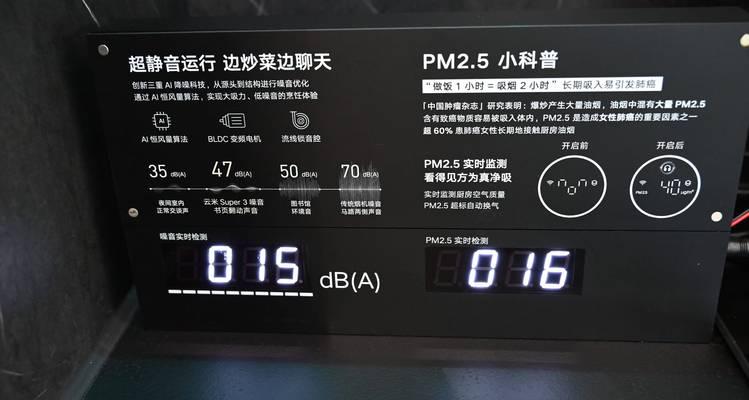 超静音运行 边炒菜边聊天
创新三重 AI 降噪科技，从源头到结构进行噪音优化
通过 AI 恒风量算法，实现大吸力、低噪音的烹饪体验
AI
AI 恒风量算法
BLDC 变频电机
流线锁音腔
35 dB(A)
47 dB(A)
50 dB(A)
70 dB(A)
夜间室内
正常交谈声
云米 Super 3 噪音
书页翻动声音
图书馆
环境音
传统烟机噪音
马路两侧声音
噪音实时检测
015 dB(A)
PM2.5 小科普
“做饭 1 小时 = 吸烟 2 小时” 长期吸入易引发肺癌
「中国肿瘤杂志」研究表明：爆炒产生大量油烟，油烟中混有大量 PM2.5
含有致癌物质容易被吸入体内，PM2.5 是造成女性肺癌的重要因素之一
超 60% 患肺癌女性长期地接触厨房油烟
PM2.5 实时监测
看得见方为真净吸
实时监测厨房空气质量
PM2.5 超标自动换气
开启前
开启后
PM2.5
40 ug/m³
PM2.5 实时检测
016